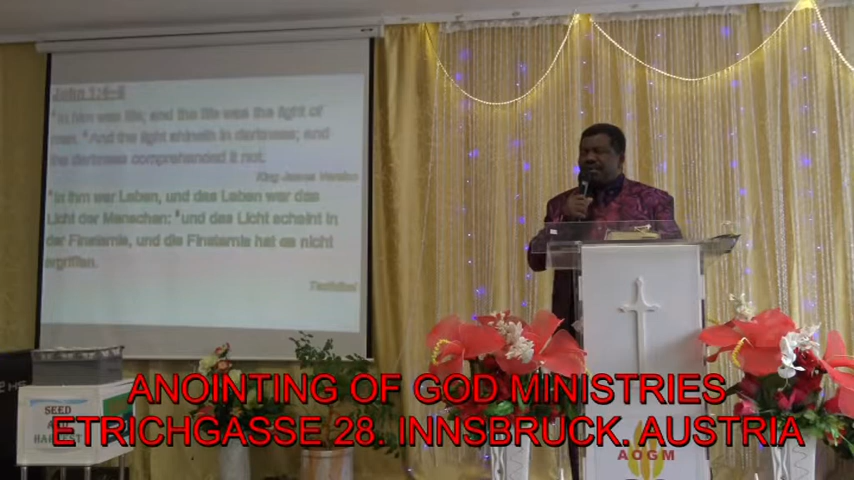 John 1:4-5
"In him was life; and the life was the light of
men. ⁵And the light shineth in darkness; and
the darkness comprehended it not.
King James Version
"In ihm war Leben, und das Leben war das
Licht der Menschen: ⁵und das Licht scheint in
der Finsternis, und die Finsternis hat es nicht
ergriffen.
SEED
HARVEST
ANOINTING OF GOD MINISTRIES
ETRICHGASSE 28. INNSBRUCK. AUSTRIA
AOGM